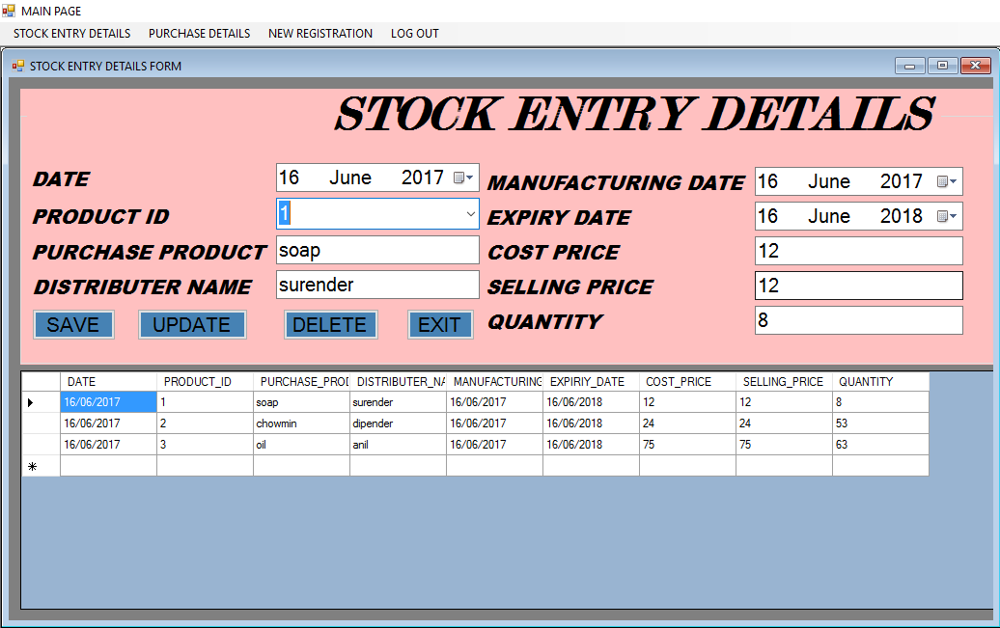 MAIN PAGE
STOCK ENTRY DETAILS PURCHASE DETAILS NEW REGISTRATION LOG OUT
STOCK ENTRY DETAILS FORM
STOCK ENTRY DETAILS
DATE 16 June 2017 MANUFACTURING DATE 16 June 2017
PRODUCT ID 1 EXPIRY DATE 16 June 2018
PURCHASE PRODUCT soap COST PRICE 12
DISTRIBUTER NAME surender SELLING PRICE 12
SAVE UPDATE DELETE EXIT QUANTITY 8
DATE PRODUCT_ID PURCHASE_PROD DISTRIBUTER_NA MANUFACTURING EXPIRIY_DATE COST_PRICE SELLING_PRICE QUANTITY
16/06/2017 1 soap surender 16/06/2017 16/06/2018 12 12 8
16/06/2017 2 chowmin dipender 16/06/2017 16/06/2018 24 24 53
16/06/2017 3 oil anil 16/06/2017 16/06/2018 75 75 63